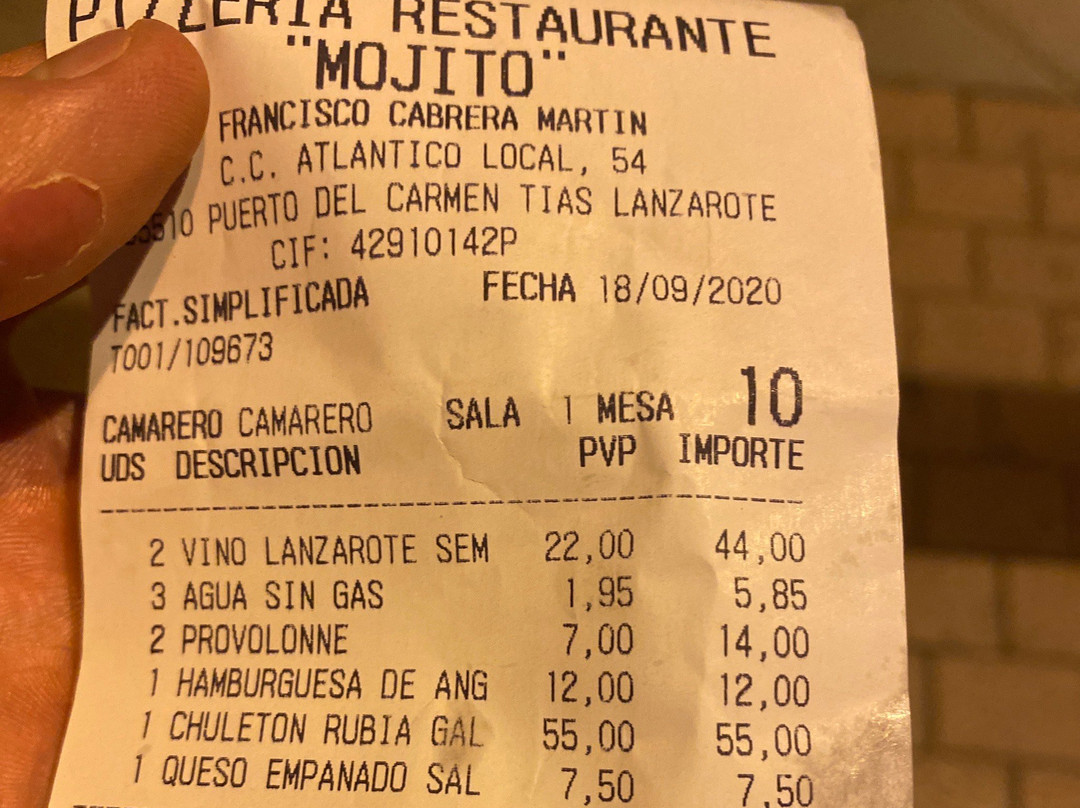 PIZZERIA RESTAURANTE
"MOJITO"
FRANCISCO CABRERA MARTIN
C.C. ATLANTICO LOCAL, 54
PUERTO DEL CARMEN TIAS LANZAROTE
CIF: 42910142P
FACT.SIMPLIFICADA FECHA 18/09/2020
T001/109673
CAMARERO CAMARERO SALA 1 MESA 10
UDS DESCRIPCION PVP IMPORTE
2 VINO LANZAROTE SEM 22,00 44,00
3 AGUA SIN GAS 1,95 5,85
2 PROVOLONNE 7,00 14,00
1 HAMBURGUESA DE ANG 12,00 12,00
1 CHULETON RUBIA GAL 55,00 55,00
1 QUESO EMPANADO SAL 7,50 7,50